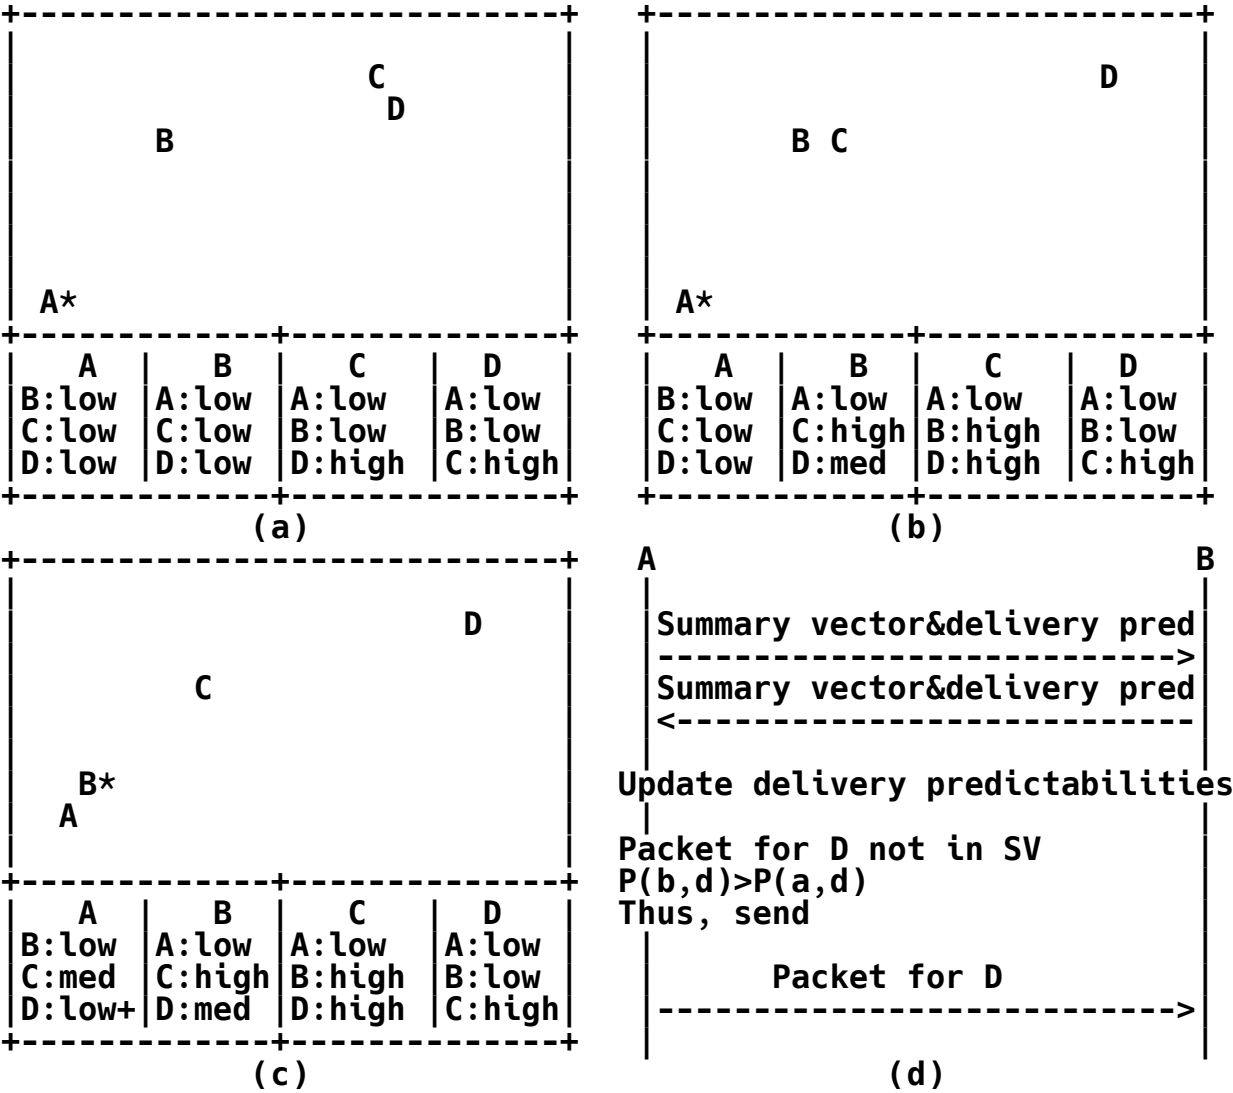 +----------------------------+   +----------------------------+
|                            |   |                            |
|                  C         |   |                       D    |
|                   D        |   |                            |
|       B                    |   |       B C                  |
|                            |   |                            |
|                            |   |                            |
|                            |   |                            |
|                            |   |                            |
| A*                         |   | A*                         |
+-------------+--------------+   +-------------+--------------+
|   A  |   B  |   C   |  D   |   |   A  |   B  |   C   |  D   |
|B:low |A:low |A:low  |A:low |   |B:low |A:low |A:low  |A:low |
|C:low |C:low |B:low  |B:low |   |C:low |C:high|B:high |B:low |
|D:low |D:low |D:high |C:high|   |D:low |D:med |D:high |C:high|
+-------------+--------------+   +-------------+--------------+
             (a)                              (b)
+----------------------------+   A                            B
|                            |   |                            |
|                       D    |   |Summary vector&delivery pred|
|                            |   |--------------------------->|
|         C                  |   |Summary vector&delivery pred|
|                            |   |<---------------------------|
|                            |   |                            |
|   B*                       |  Update delivery predictabilities
|  A                         |   |                            |
|                            |  Packet for D not in SV        |
+-------------+--------------+  P(b,d)>P(a,d)                 |
|   A  |   B  |   C   |  D   |  Thus, send                    |
|B:low |A:low |A:low  |A:low |   |                            |
|C:med |C:high|B:high |B:low |   |      Packet for D          |
|D:low+|D:med |D:high |C:high|   |--------------------------->|
+-------------+--------------+   |                            |
             (c)                              (d)